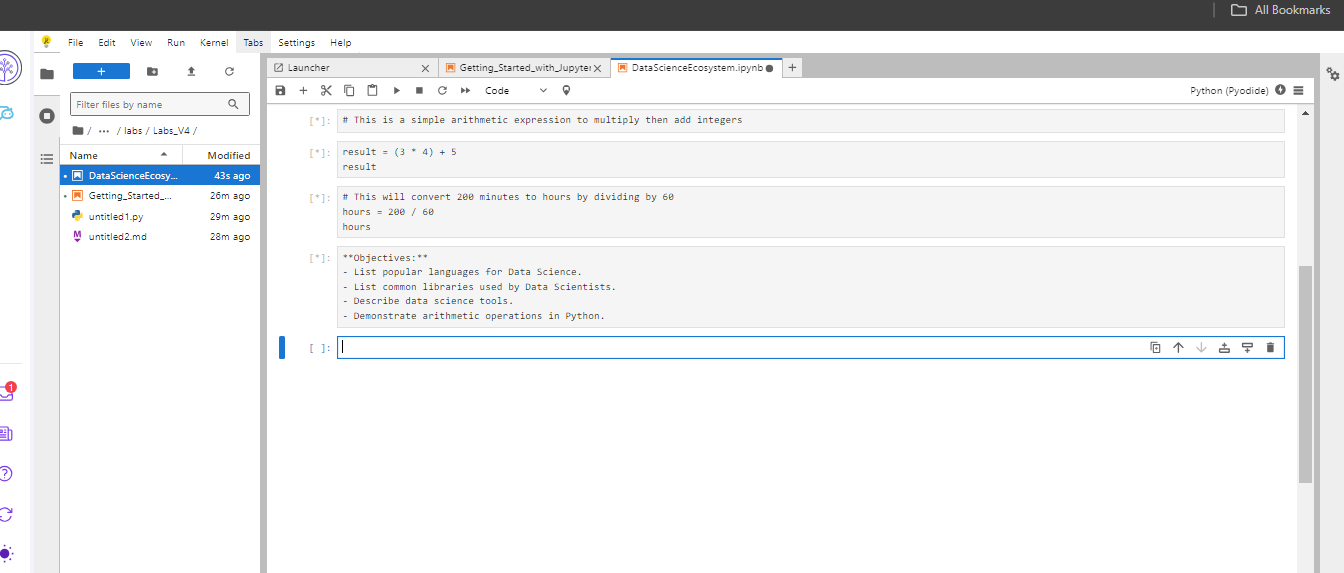 All Bookmarks
File Edit View Run Kernel Tabs Settings Help
Launcher
Getting_Started_with_Jupyter
DataScienceEcosystem.ipynb
Filter files by name
Code
Python (Pyodide)
/ ... / labs / Labs_V4 /
Name Modified
DataScienceEcosy... 43s ago
Getting_Started_... 26m ago
untitled1.py 29m ago
untitled2.md 28m ago
[*]: # This is a simple arithmetic expression to multiply then add integers
[*]: result = (3 * 4) + 5
result
[*]: # This will convert 200 minutes to hours by dividing by 60
hours = 200 / 60
hours
[*]: **Objectives:**
- List popular languages for Data Science.
- List common libraries used by Data Scientists.
- Describe data science tools.
- Demonstrate arithmetic operations in Python.
[ ]:
1